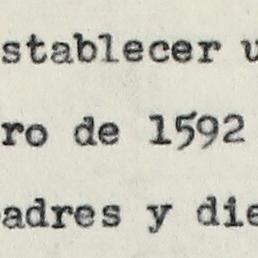 stablecer u
ro de 1592
adres y die